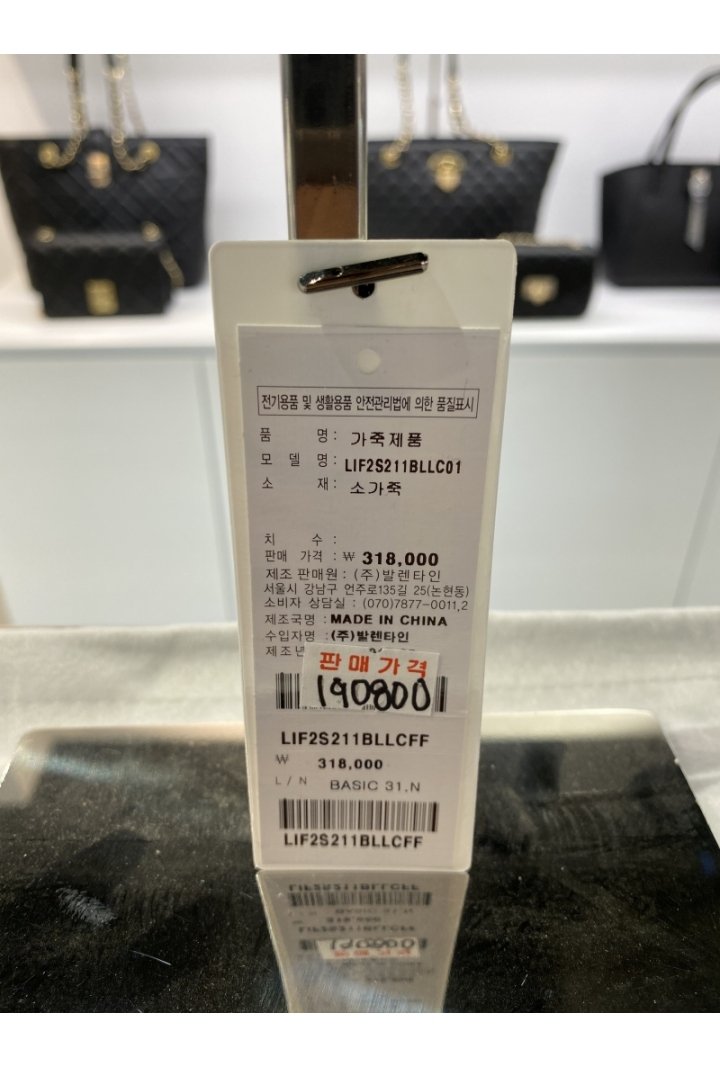 전기용품 및 생활용품 안전관리법에 의한 품질표시
품 명 : 가죽제품
모 델 명 : LIF2S211BLLC01
소 재 : 소가죽
치 수 :
판매 가격 : ₩ 318,000
제조 판매원 : (주)발렌타인
서울시 강남구 언주로135길 25(논현동)
소비자 상담실 : (070)7877-0011,2
제조국명 : MADE IN CHINA
수입자명 : (주)발렌타인
제조년
판매가격
190800
LIF2S211BLLCFF
₩ 318,000
L / N BASIC 31.N
LIF2S211BLLCFF